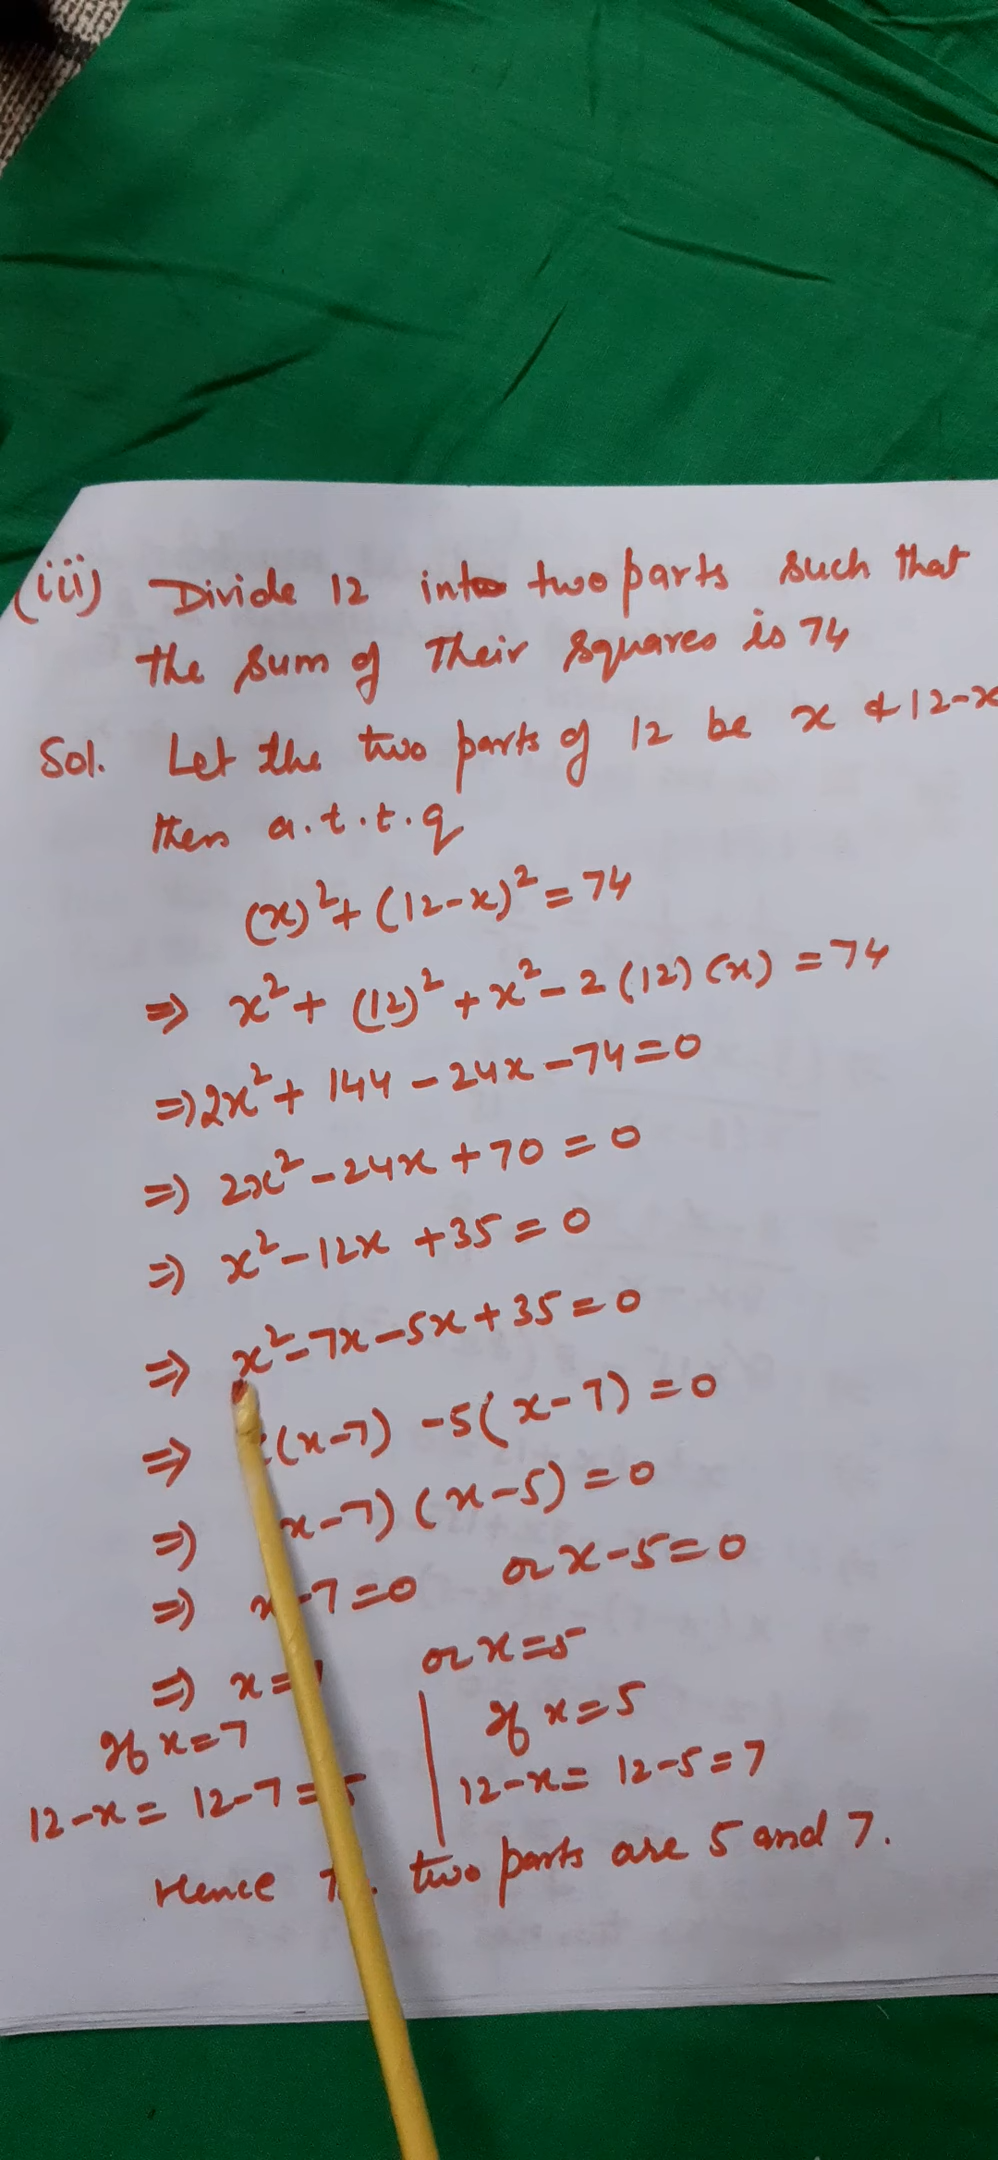 (iii) Divide 12 into two parts such that
the sum of Their squares is 74
Sol. Let the two parts of 12 be x & 12-x
then a.t.t.q
(x)²+ (12-x)² = 74
⇒ x² + (12)² + x² - 2 (12) (x) = 74
⇒ 2x² + 144 - 24x - 74 = 0
⇒ 2x² - 24x + 70 = 0
⇒ x² - 12x + 35 = 0
⇒ x² - 7x - 5x + 35 = 0
⇒ (x-7) - 5(x-7) = 0
⇒ x-7) (x-5) = 0
⇒ x-7=0 or x-5=0
⇒ x= or x=5
If x=7 If x=5
12-x = 12-7 = 5 12-x = 12-5 = 7
Hence two parts are 5 and 7.